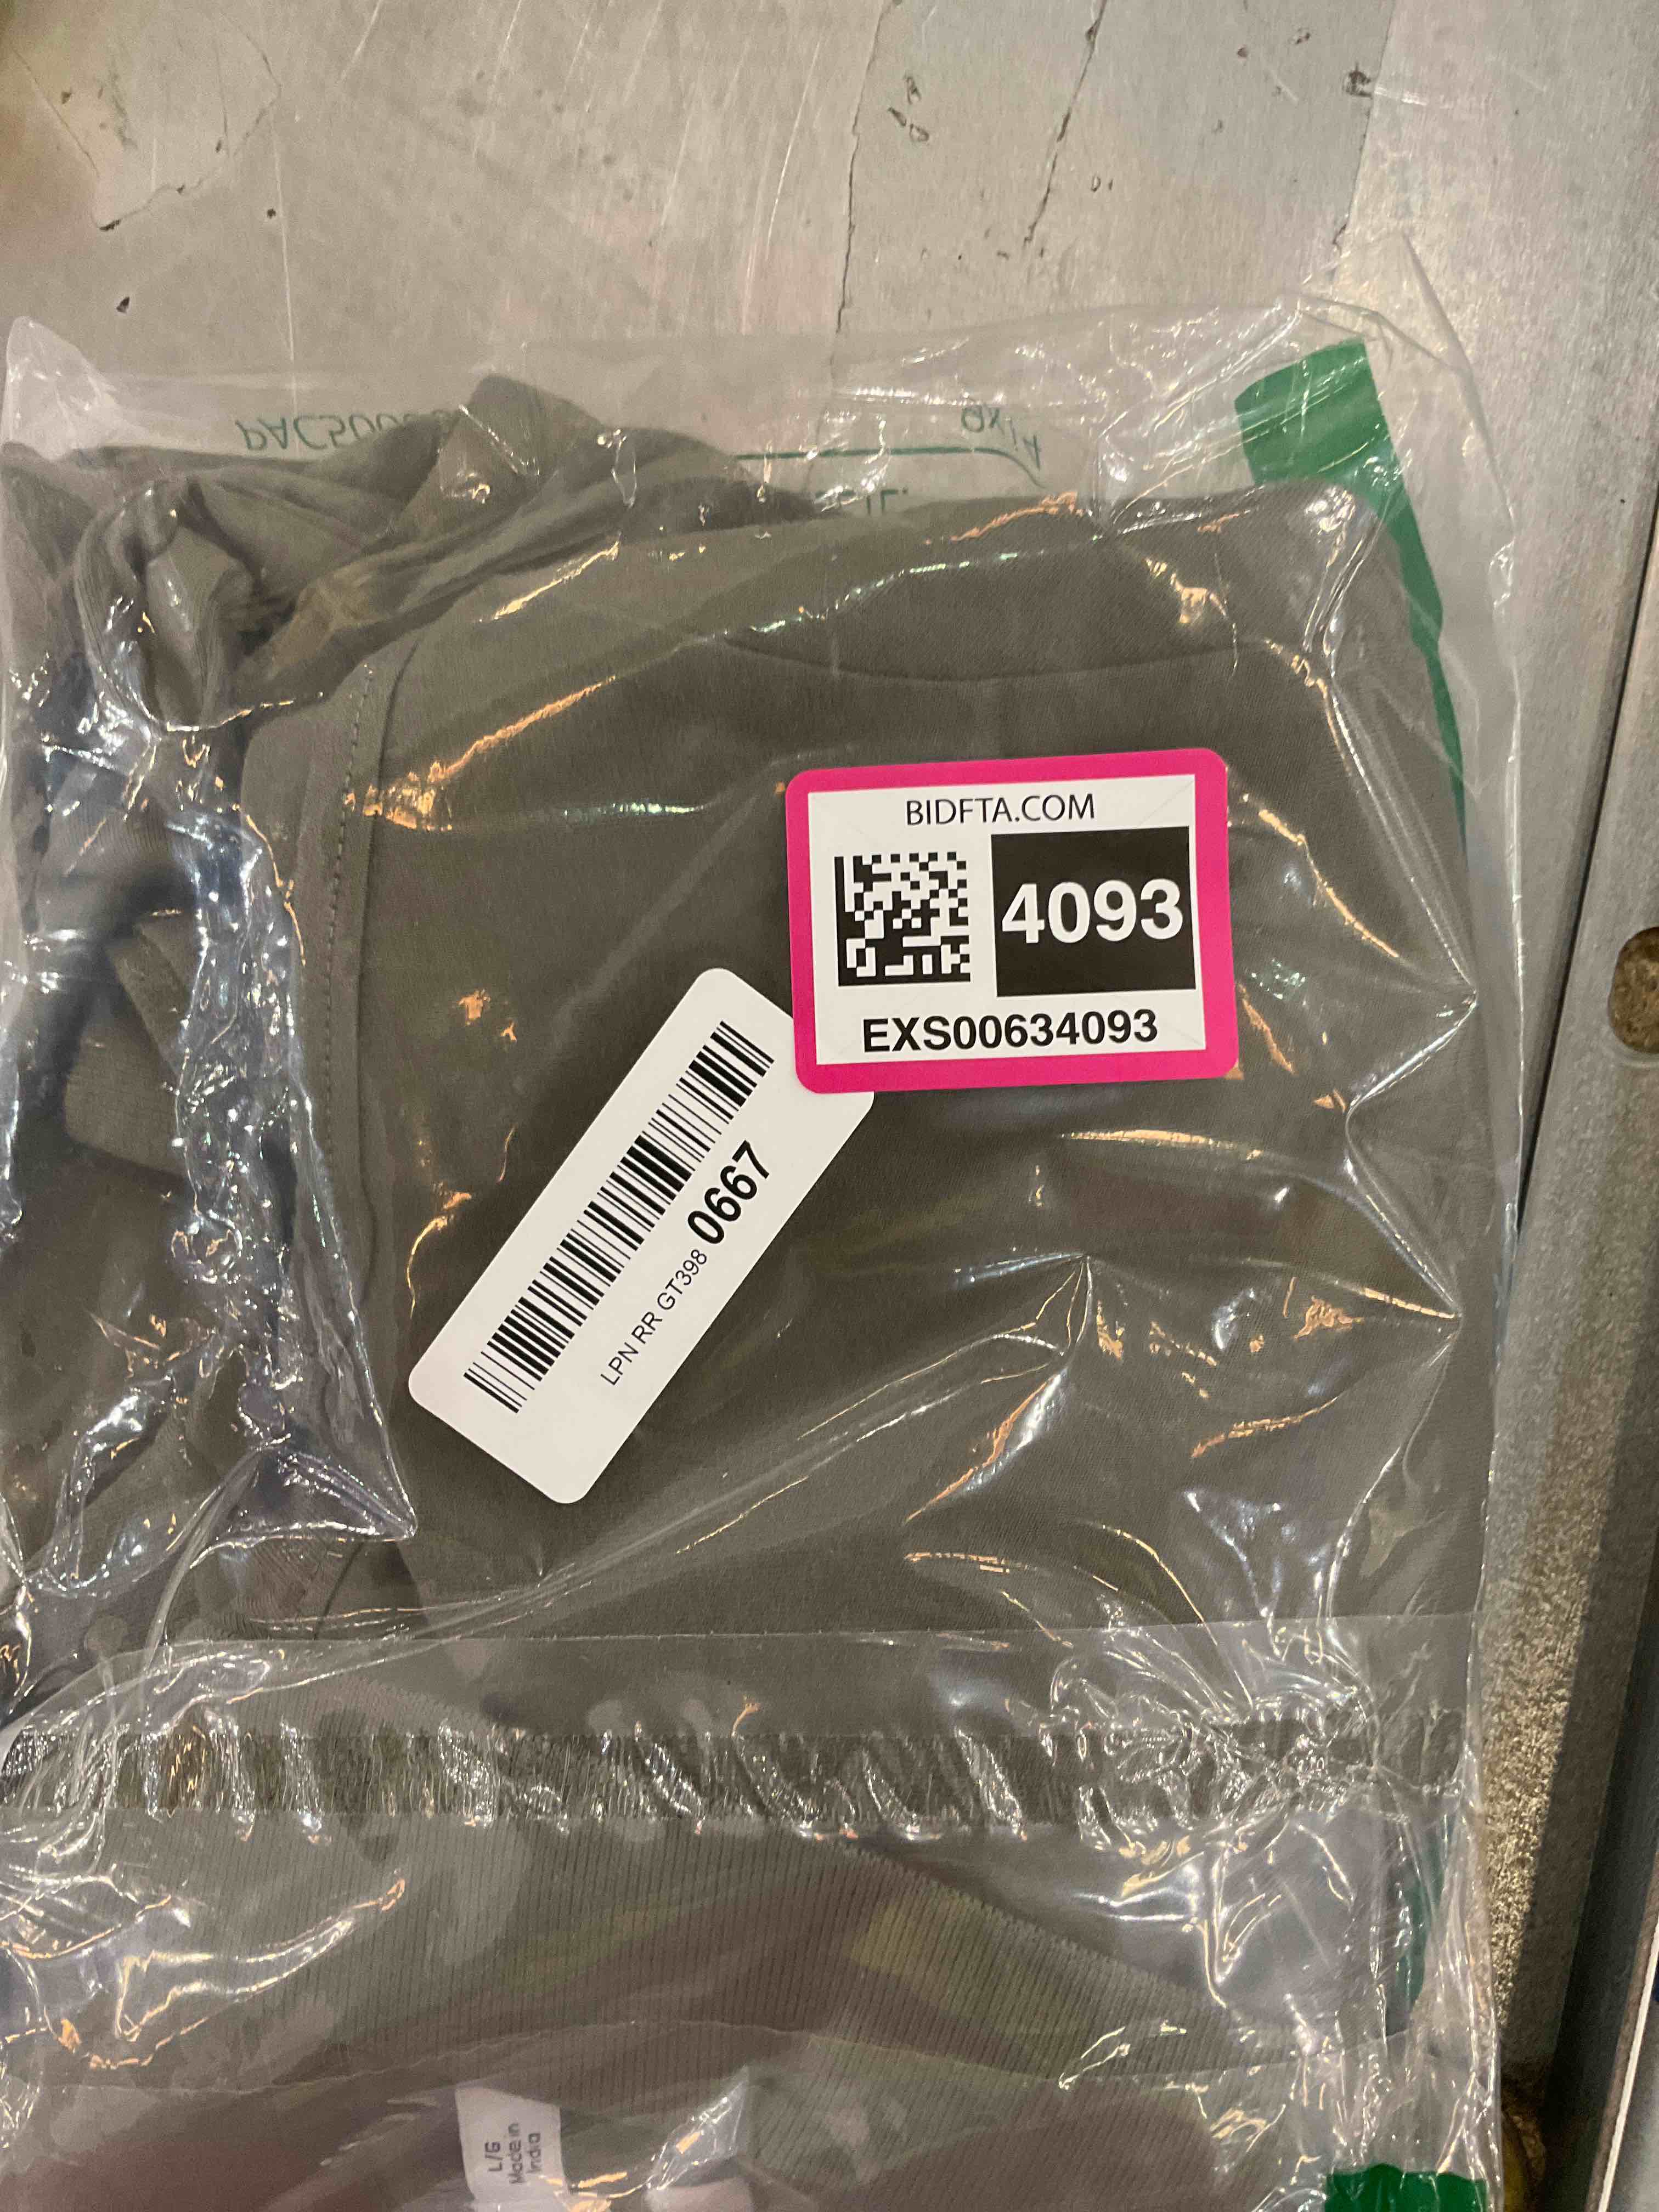 BIDFTA.COM
4093
EXS00634093
LPN RR GT398 0667
L/G
Made in
India